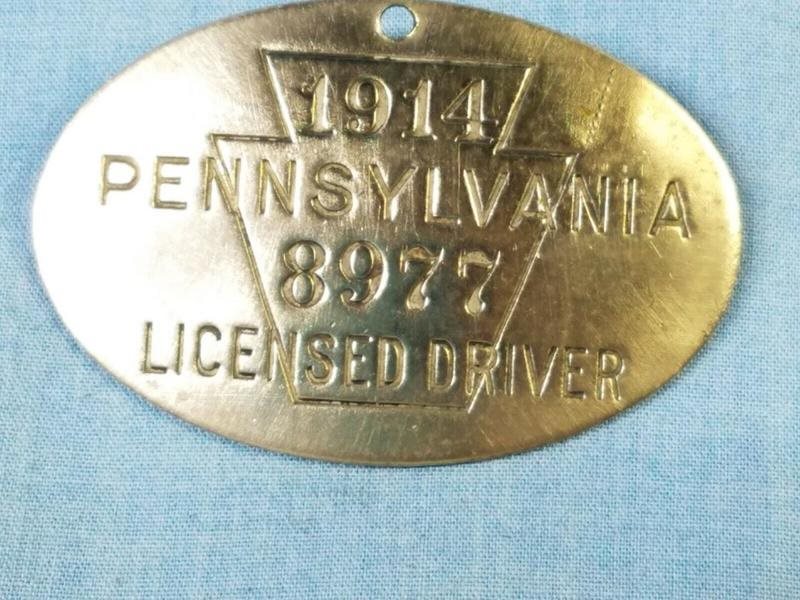 1914
PENNSYLVANIA
8977
LICENSED DRIVER